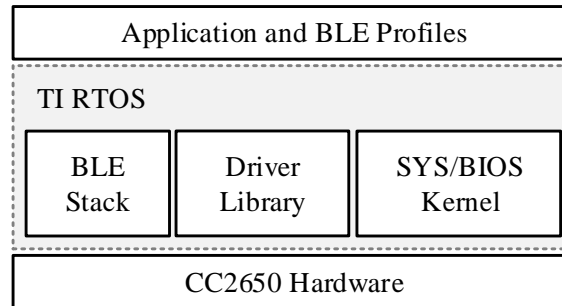 Application and BLE Profiles
TI RTOS
BLE
Stack
Driver
Library
SYS/BIOS
Kernel
CC2650 Hardware